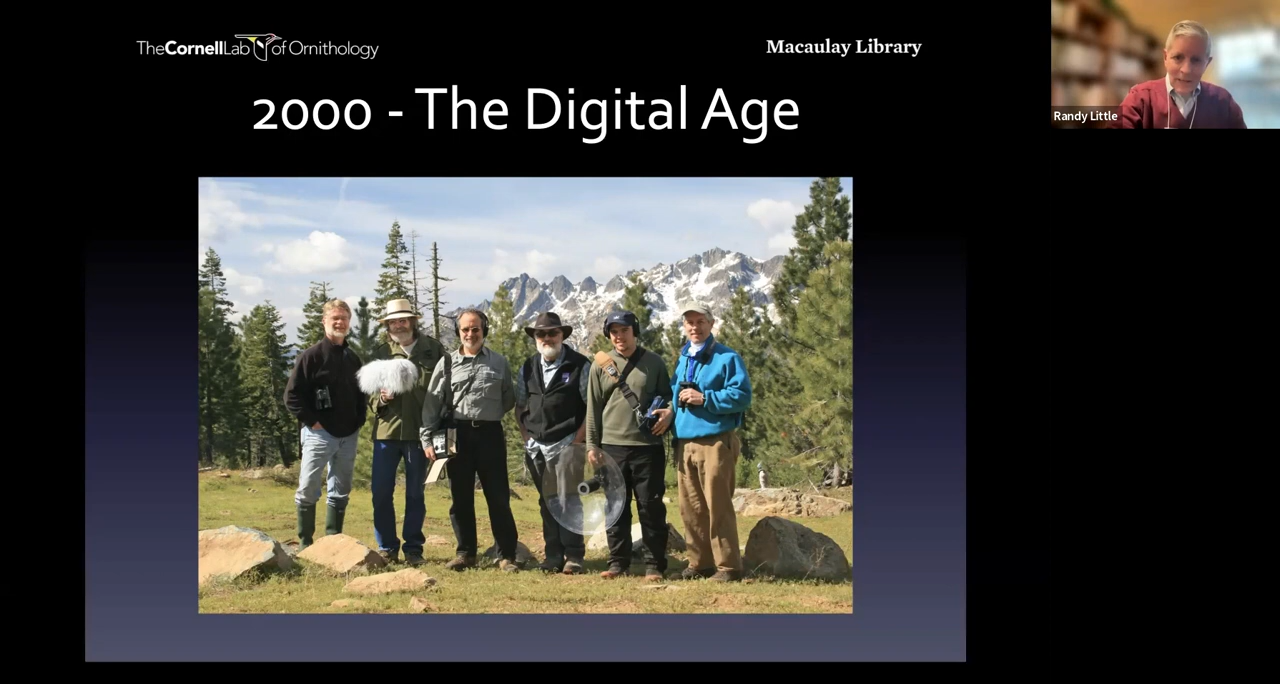 TheCornellLab of Ornithology
Macaulay Library
2000 - The Digital Age
Randy Little